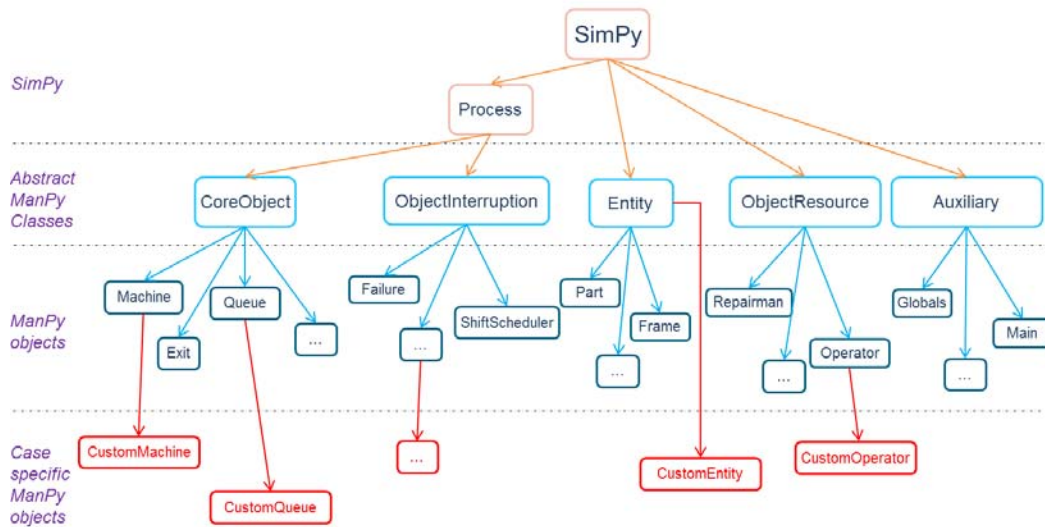 SimPy
SimPy
Process
Abstract
ManPy
Classes
CoreObject
ObjectInterruption
Entity
ObjectResource
Auxiliary
ManPy
objects
Machine
Queue
Exit
...
Failure
ShiftScheduler
...
Part
Frame
...
Repairman
Operator
...
Globals
Main
...
Case
specific
ManPy
objects
CustomMachine
CustomQueue
...
CustomEntity
CustomOperator